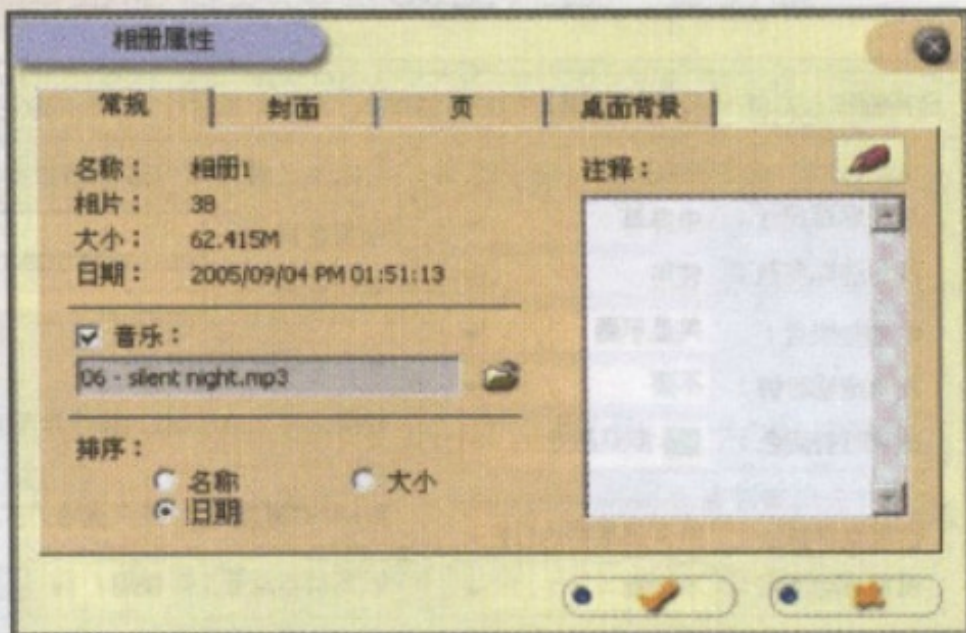 相册属性
常规 封面 页 桌面背景
名称： 相册1
相片： 38
大小： 62.415M
日期： 2005/09/04 PM 01:51:13
音乐：
06 - silent night.mp3
排序：
名称 大小
日期
注释：